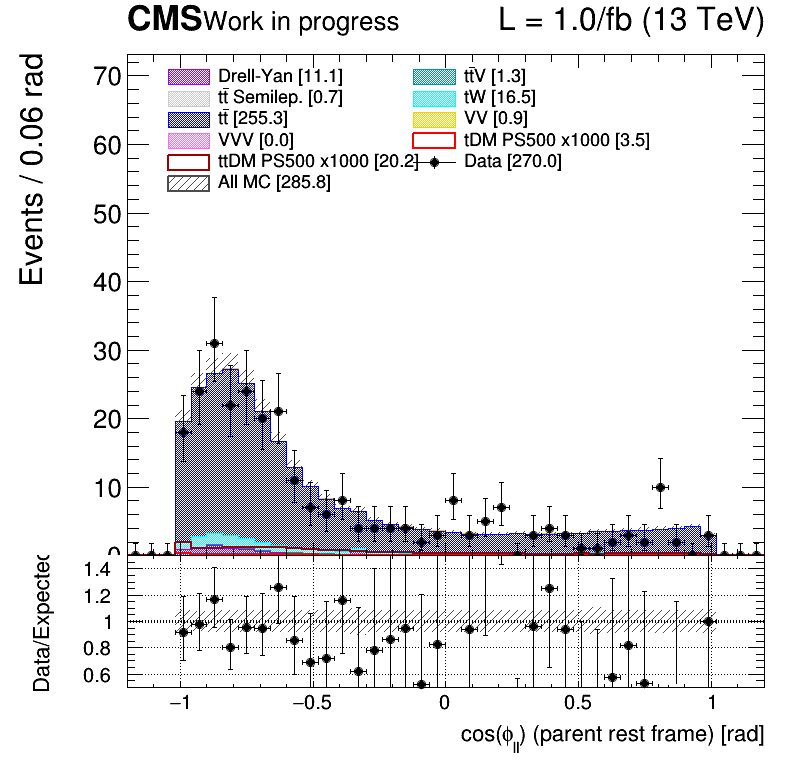 CMS Work in progress L = 1.0/fb (13 TeV)
Events / 0.06 rad
70
60
50
40
30
20
10
0
Drell-Yan [11.1] tt̄V [1.3]
tt̄ Semilep. [0.7] tW [16.5]
tt̄ [255.3] VV [0.9]
VVV [0.0] tDM PS500 x1000 [3.5]
ttDM PS500 x1000 [20.2] Data [270.0]
All MC [285.8]
Data/Expected
1.4
1.2
1
0.8
0.6
−1 −0.5 0 0.5 1
cos(ϕ_ll) (parent rest frame) [rad]